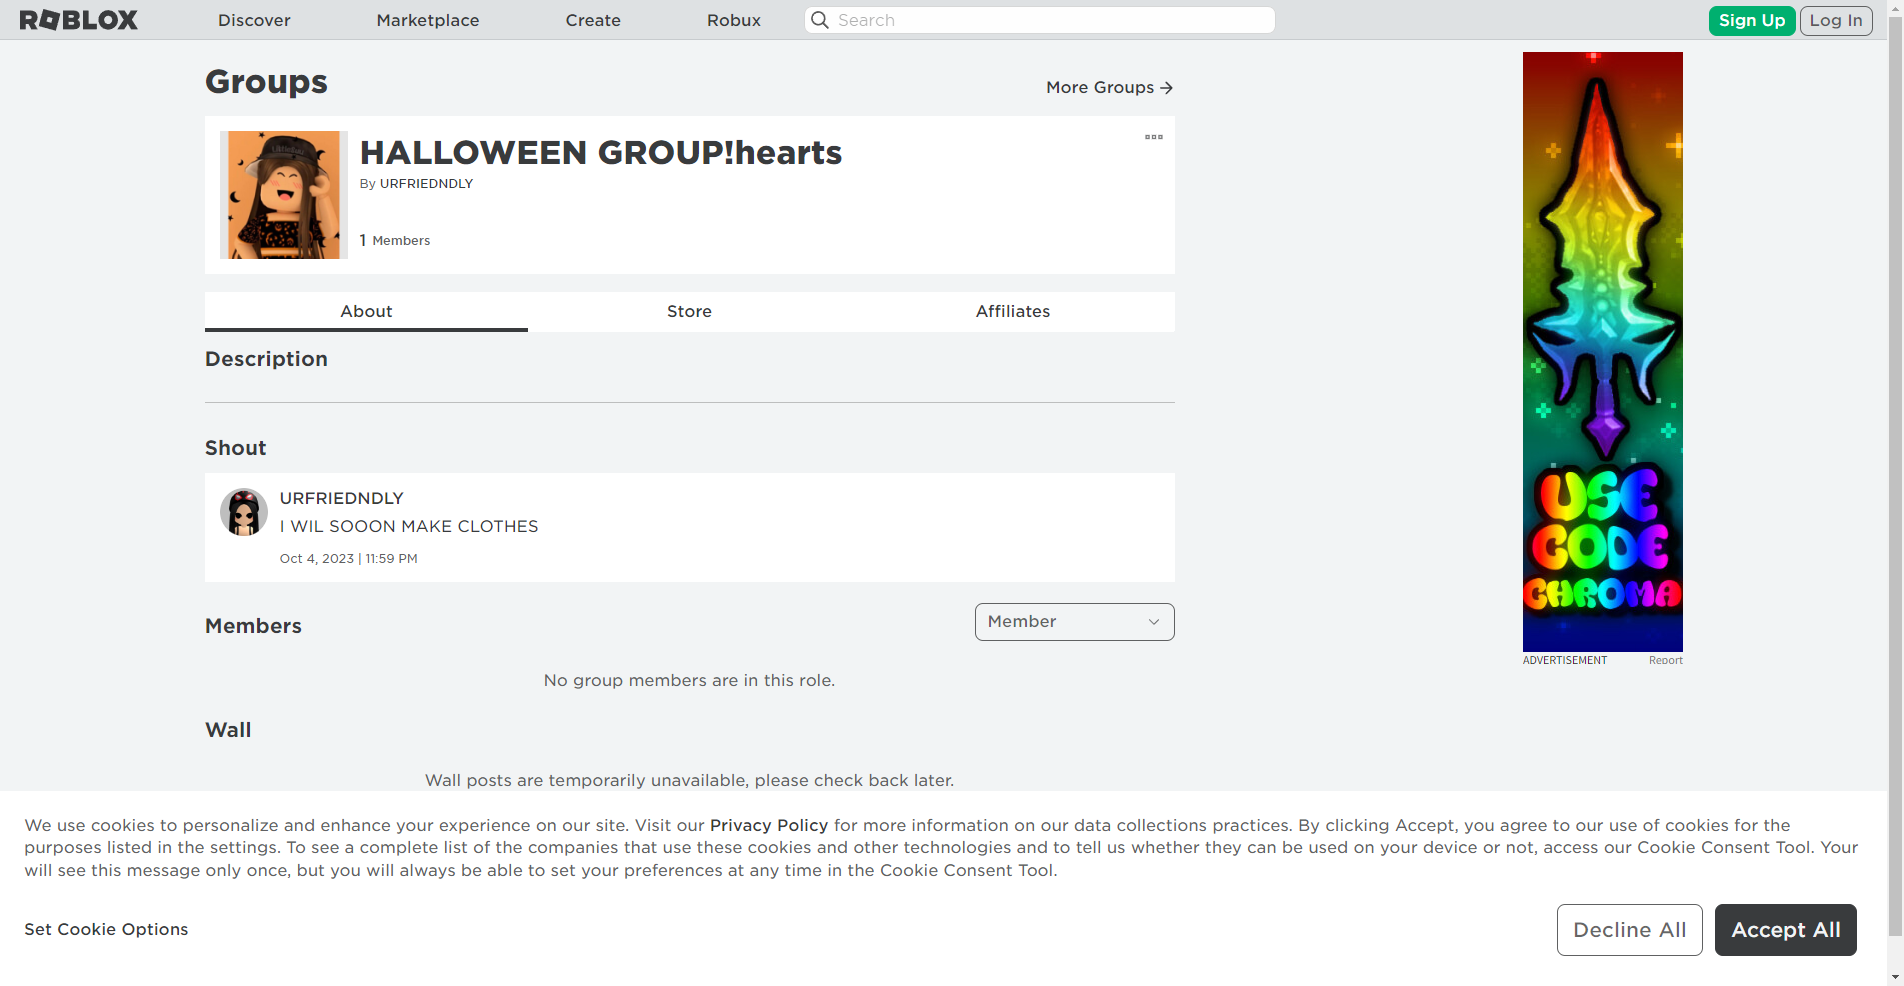 ROBLOX
Discover
Marketplace
Create
Robux
Search
Sign Up
Log In
Groups
More Groups
HALLOWEEN GROUP!hearts
By URFRIEDNDLY
1 Members
About
Store
Affiliates
Description
Shout
URFRIEDNDLY
I WIL SOOON MAKE CLOTHES
Oct 4, 2023 | 11:59 PM
Members
Member
No group members are in this role.
Wall
Wall posts are temporarily unavailable, please check back later.
USE
CODE
CHROMA
ADVERTISEMENT
Report
We use cookies to personalize and enhance your experience on our site. Visit our Privacy Policy for more information on our data collections practices. By clicking Accept, you agree to our use of cookies for the
purposes listed in the settings. To see a complete list of the companies that use these cookies and other technologies and to tell us whether they can be used on your device or not, access our Cookie Consent Tool. Your
will see this message only once, but you will always be able to set your preferences at any time in the Cookie Consent Tool.
Set Cookie Options
Decline All
Accept All